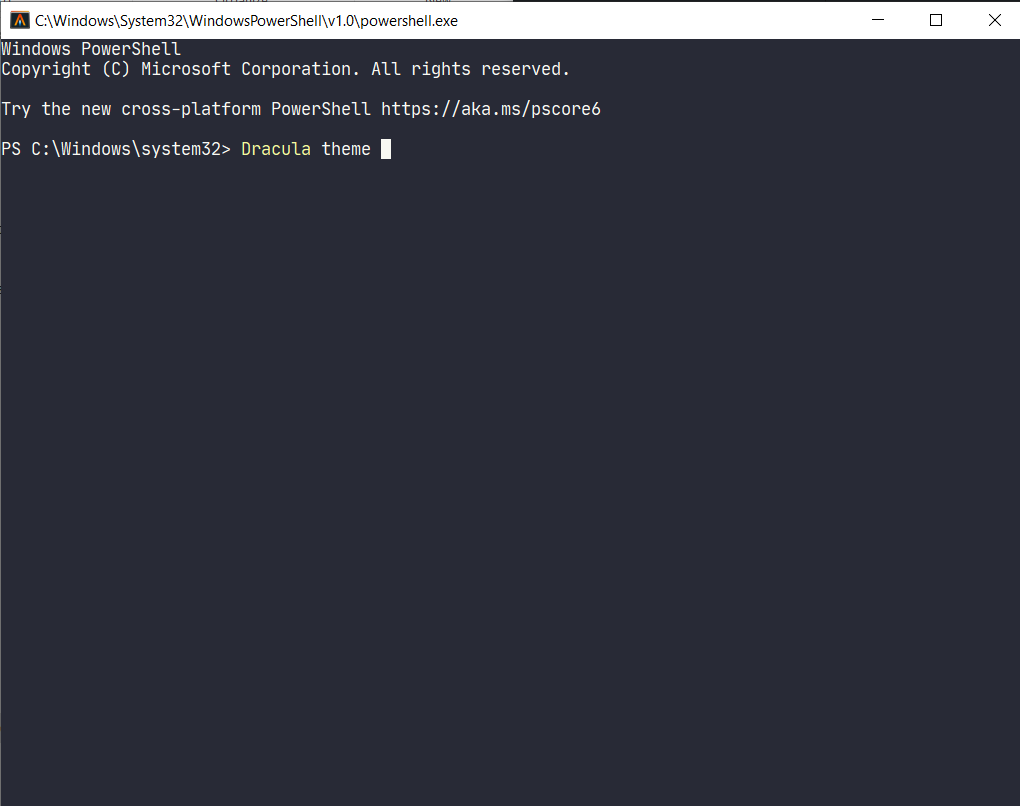 C:\Windows\System32\WindowsPowerShell\v1.0\powershell.exe
Windows PowerShell
Copyright (C) Microsoft Corporation. All rights reserved.
Try the new cross-platform PowerShell https://aka.ms/pscore6
PS C:\Windows\system32> Dracula theme